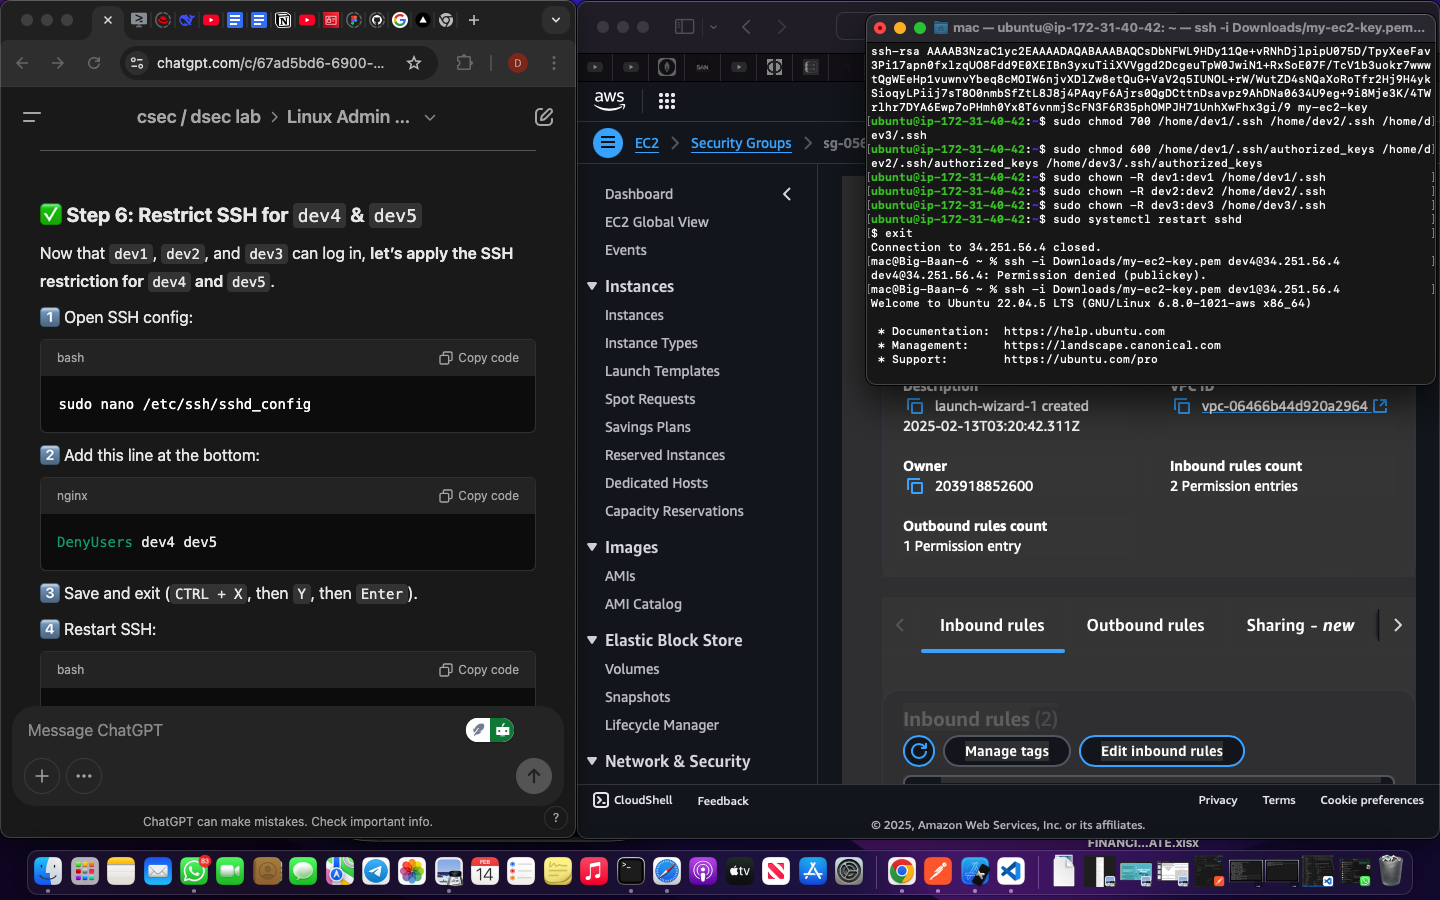 chatgpt.com/c/67ad5bd6-6900-...
D
csec / dsec lab > Linux Admin ...
✅ Step 6: Restrict SSH for dev4 & dev5
Now that dev1, dev2, and dev3 can log in, let's apply the SSH
restriction for dev4 and dev5.
1 Open SSH config:
bash
Copy code
sudo nano /etc/ssh/sshd_config
2 Add this line at the bottom:
nginx
Copy code
DenyUsers dev4 dev5
3 Save and exit (CTRL + X, then Y, then Enter).
4 Restart SSH:
bash
Copy code
Message ChatGPT
ChatGPT can make mistakes. Check important info.
?
aws
EC2 > Security Groups > sg-056
Dashboard
EC2 Global View
Events
Instances
Instances
Instance Types
Launch Templates
Spot Requests
Savings Plans
Reserved Instances
Dedicated Hosts
Capacity Reservations
Images
AMIs
AMI Catalog
Elastic Block Store
Volumes
Snapshots
Lifecycle Manager
Network & Security
mac — ubuntu@ip-172-31-40-42: ~ — ssh -i Downloads/my-ec2-key.pem...
ssh-rsa AAAAB3NzaC1yc2EAAAADAQABAAABAQCsDbNFWL9HDy11Qe+vRNhDjlpipU075D/TpyXeeFav
3Pi17apn0fxlzqUO8Fdd9E0XEIBn3yxuTiiXVVggd2DcgeuTpW0JwiN1+RxSoE07F/TcV1b3uokr7www
tQgWEeHp1vuwnvYbeq8cMOIW6njvXDlZw8etQuG+VaV2q5IUNOL+rW/WutZD4sNQaXoRoTfr2Hj9H4yk
SioqyLPiij7sT8O0nmbSfZtL8J8j4PAqyF6Ajrs0QgDCttnDsavpz9AhDNa0634U9eg+9i8Mje3K/4TW
rlhr7DYA6Ewp7oPHmh0Yx8T6vnmjScFN3F6R35phOMPJH71UnhXwFhx3gi/9 my-ec2-key
ubuntu@ip-172-31-40-42:~$ sudo chmod 700 /home/dev1/.ssh /home/dev2/.ssh /home/d
ev3/.ssh
ubuntu@ip-172-31-40-42:~$ sudo chmod 600 /home/dev1/.ssh/authorized_keys /home/d
ev2/.ssh/authorized_keys /home/dev3/.ssh/authorized_keys
ubuntu@ip-172-31-40-42:~$ sudo chown -R dev1:dev1 /home/dev1/.ssh
ubuntu@ip-172-31-40-42:~$ sudo chown -R dev2:dev2 /home/dev2/.ssh
ubuntu@ip-172-31-40-42:~$ sudo chown -R dev3:dev3 /home/dev3/.ssh
ubuntu@ip-172-31-40-42:~$ sudo systemctl restart sshd
$ exit
Connection to 34.251.56.4 closed.
mac@Big-Baan-6 ~ % ssh -i Downloads/my-ec2-key.pem dev4@34.251.56.4
dev4@34.251.56.4: Permission denied (publickey).
mac@Big-Baan-6 ~ % ssh -i Downloads/my-ec2-key.pem dev1@34.251.56.4
Welcome to Ubuntu 22.04.5 LTS (GNU/Linux 6.8.0-1021-aws x86_64)
* Documentation: https://help.ubuntu.com
* Management: https://landscape.canonical.com
* Support: https://ubuntu.com/pro
Description
launch-wizard-1 created
2025-02-13T03:20:42.311Z
VPC ID
vpc-06466b44d920a2964
Owner
203918852600
Inbound rules count
2 Permission entries
Outbound rules count
1 Permission entry
Inbound rules
Outbound rules
Sharing - new
Inbound rules (2)
Manage tags
Edit inbound rules
CloudShell
Feedback
Privacy
Terms
Cookie preferences
© 2025, Amazon Web Services, Inc. or its affiliates.
FINANCI...ATE.xlsx
83
FEB
14
tv